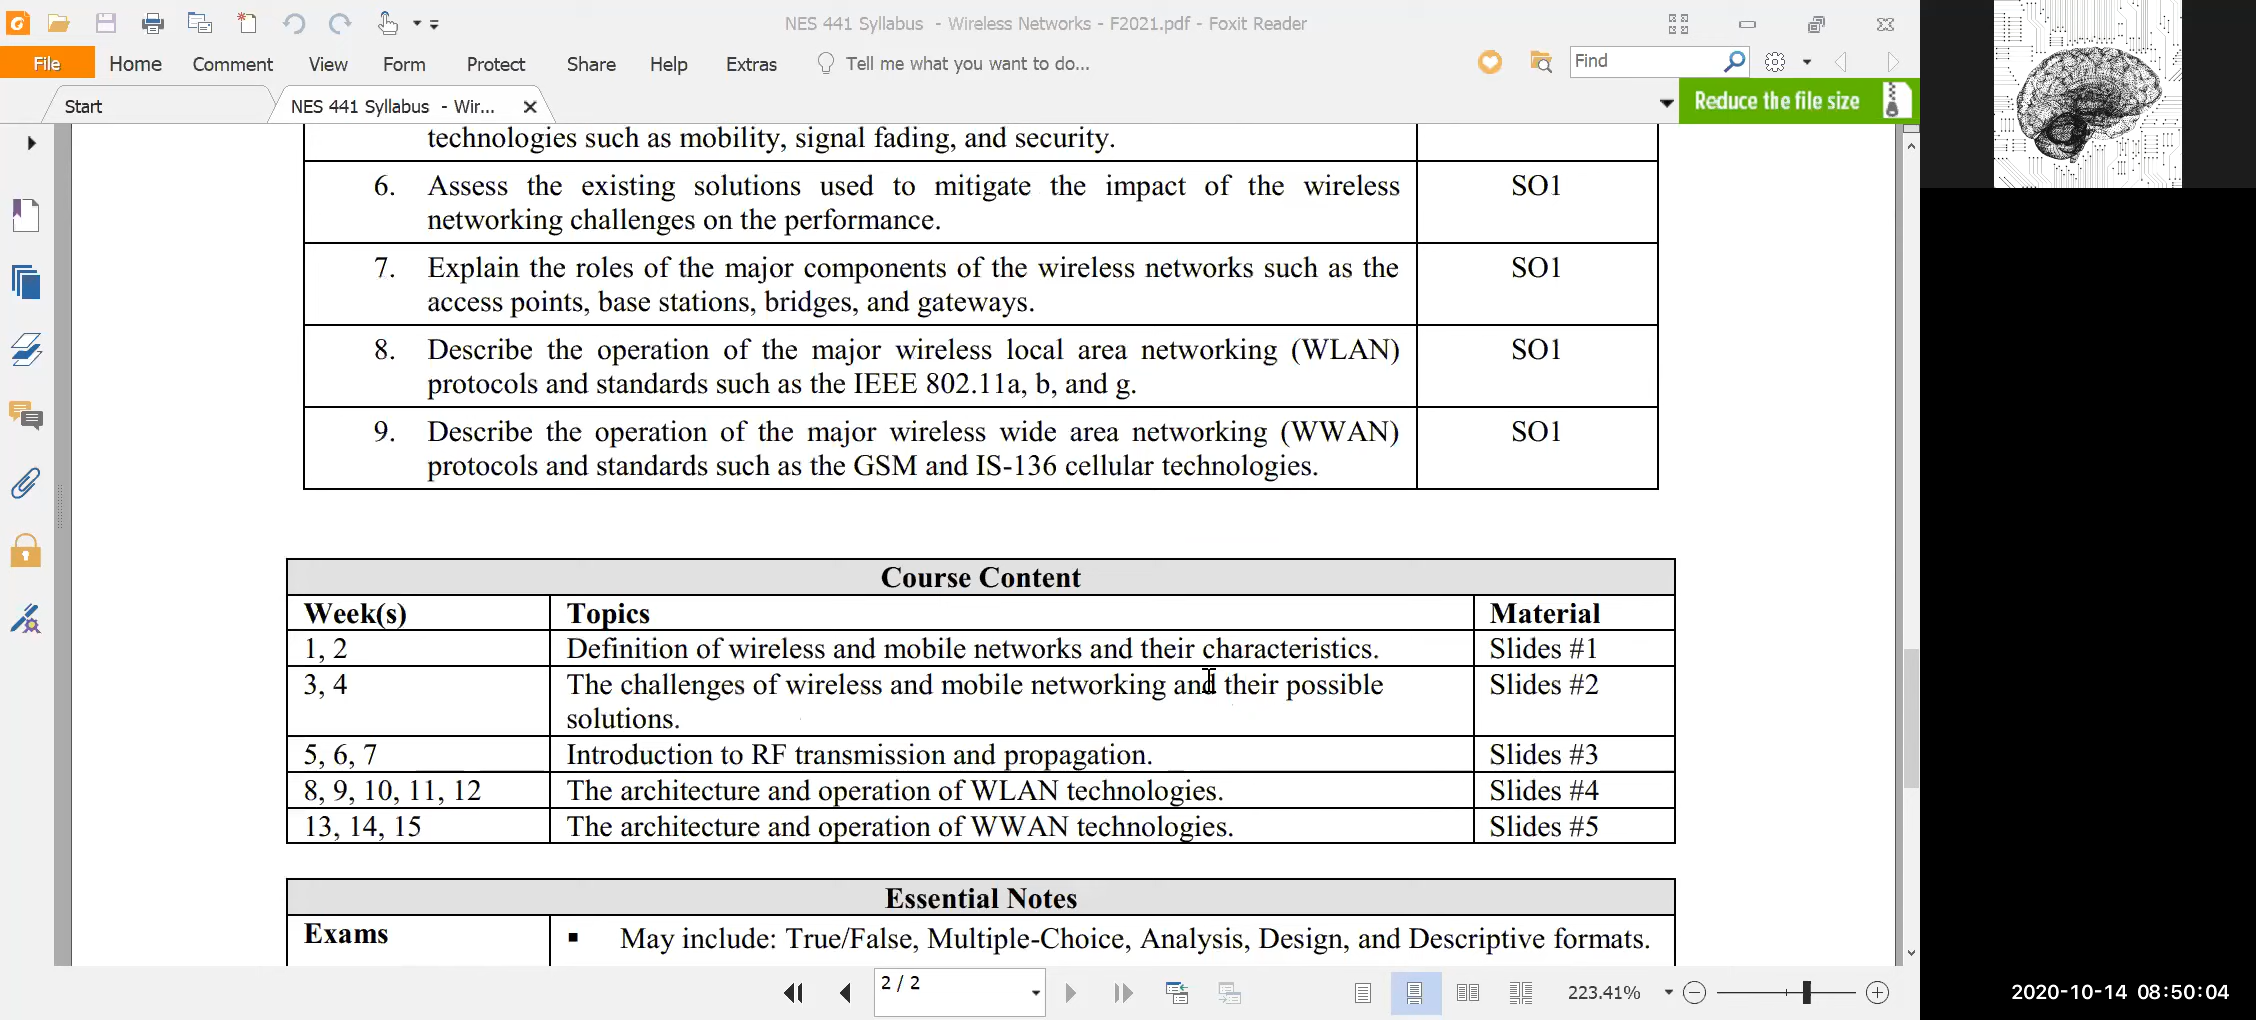 NES 441 Syllabus - Wireless Networks - F2021.pdf - Foxit Reader
File Home Comment View Form Protect Share Help Extras Tell me what you want to do... Find
Start NES 441 Syllabus - Wir... Reduce the file size
technologies such as mobility, signal fading, and security.
6. Assess the existing solutions used to mitigate the impact of the wireless SO1
networking challenges on the performance.
7. Explain the roles of the major components of the wireless networks such as the SO1
access points, base stations, bridges, and gateways.
8. Describe the operation of the major wireless local area networking (WLAN) SO1
protocols and standards such as the IEEE 802.11a, b, and g.
9. Describe the operation of the major wireless wide area networking (WWAN) SO1
protocols and standards such as the GSM and IS-136 cellular technologies.
Course Content
Week(s) Topics Material
1, 2 Definition of wireless and mobile networks and their characteristics. Slides #1
3, 4 The challenges of wireless and mobile networking and their possible Slides #2
solutions.
5, 6, 7 Introduction to RF transmission and propagation. Slides #3
8, 9, 10, 11, 12 The architecture and operation of WLAN technologies. Slides #4
13, 14, 15 The architecture and operation of WWAN technologies. Slides #5
Essential Notes
Exams ▪ May include: True/False, Multiple-Choice, Analysis, Design, and Descriptive formats.
2 / 2 223.41%
2020-10-14 08:50:04